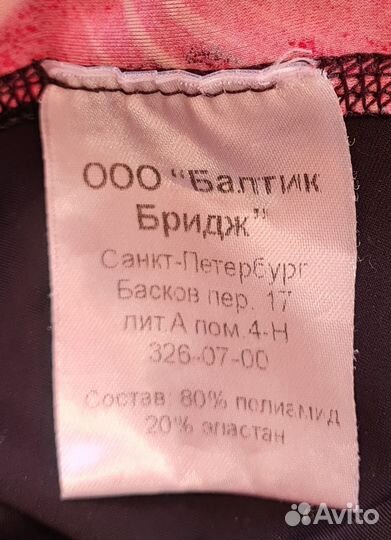 ООО "Балтик
Бридж"
Санкт-Петербург
Басков пер. 17
лит.А пом.4-Н
326-07-00
Состав: 80% полиамид
20% эластан
Avito